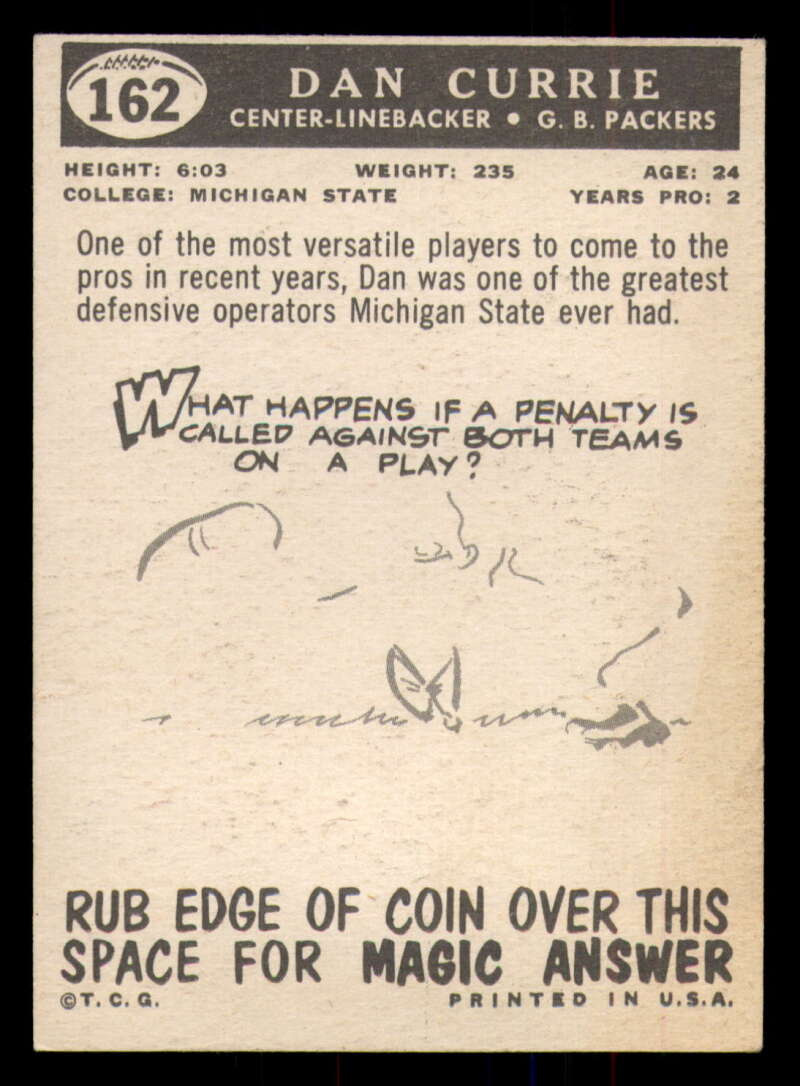 162
DAN CURRIE
CENTER-LINEBACKER • G. B. PACKERS
HEIGHT: 6:03 WEIGHT: 235 AGE: 24
COLLEGE: MICHIGAN STATE YEARS PRO: 2
One of the most versatile players to come to the
pros in recent years, Dan was one of the greatest
defensive operators Michigan State ever had.
WHAT HAPPENS IF A PENALTY IS
CALLED AGAINST BOTH TEAMS
ON A PLAY?
RUB EDGE OF COIN OVER THIS
SPACE FOR MAGIC ANSWER
©T. C. G. PRINTED IN U.S.A.